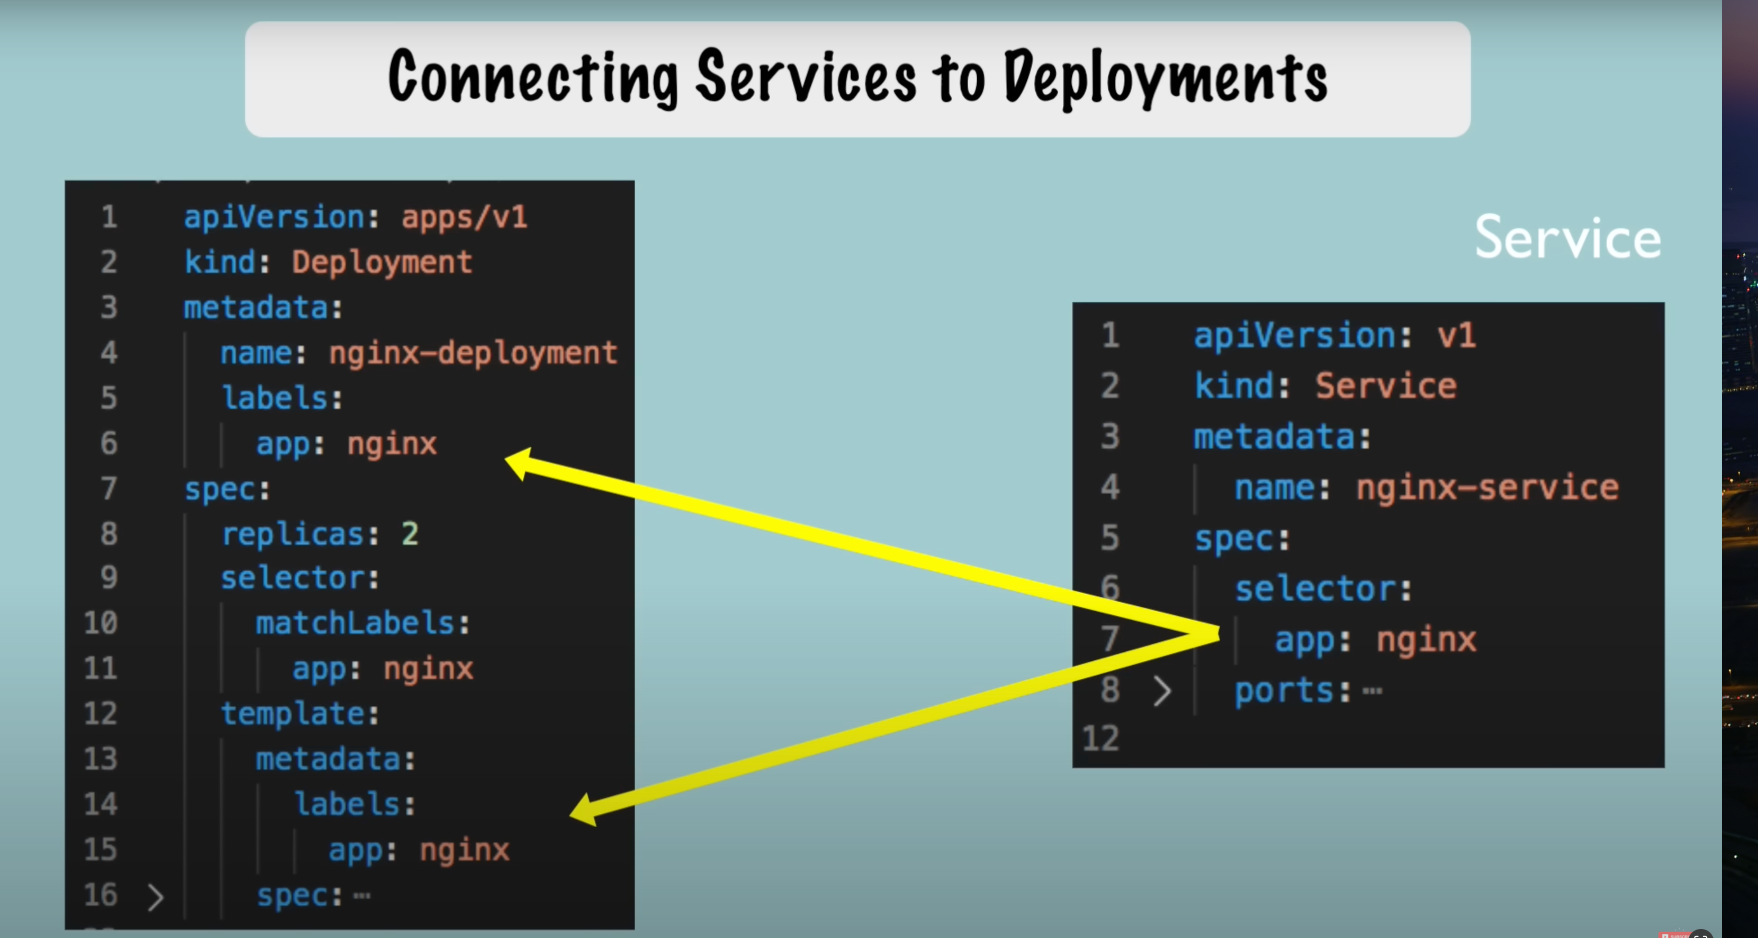 Connecting Services to Deployments
1 apiVersion: apps/v1
2 kind: Deployment
3 metadata:
4 name: nginx-deployment
5 labels:
6 app: nginx
7 spec:
8 replicas: 2
9 selector:
10 matchLabels:
11 app: nginx
12 template:
13 metadata:
14 labels:
15 app: nginx
16 > spec:⋯
Service
1 apiVersion: v1
2 kind: Service
3 metadata:
4 name: nginx-service
5 spec:
6 selector:
7 app: nginx
8 > ports:⋯
12